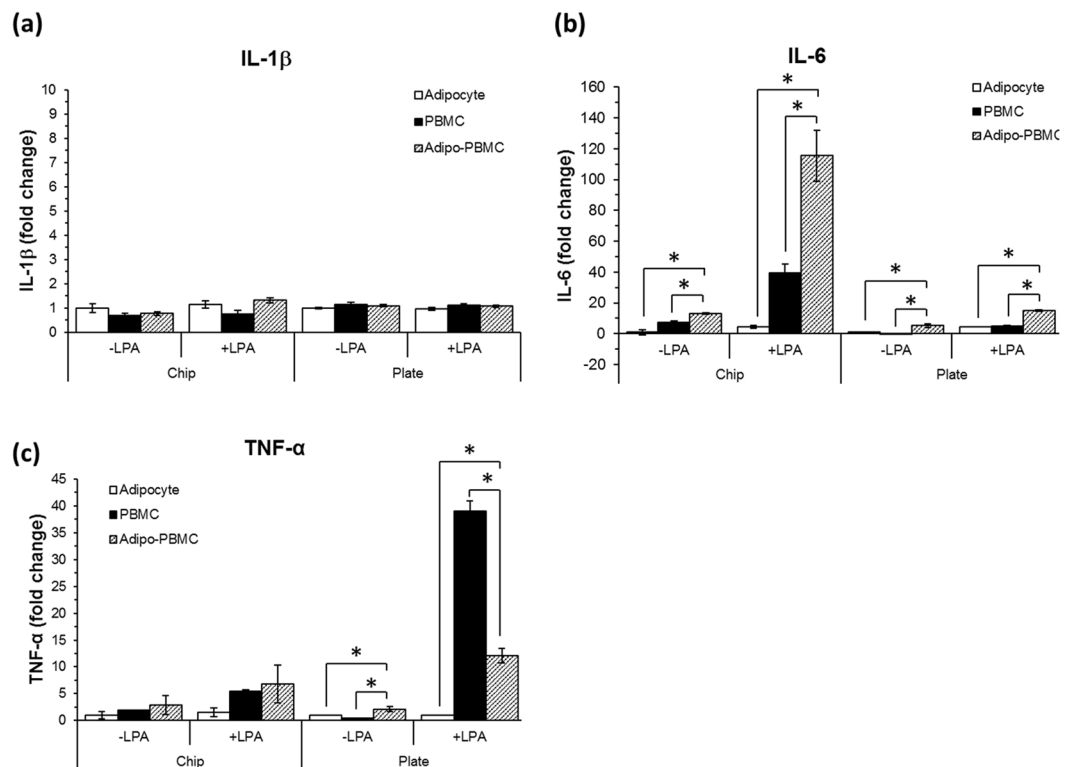 (a)
IL-1β
IL-1β (fold change)
10
9
8
7
6
5
4
3
2
1
0
Adipocyte
PBMC
Adipo-PBMC
-LPA +LPA -LPA +LPA
Chip Plate
(b)
IL-6
IL-6 (fold change)
160
140
120
100
80
60
40
20
0
-20
Adipocyte
PBMC
Adipo-PBMC
* *
* * * *
* *
-LPA +LPA -LPA +LPA
Chip Plate
(c)
TNF-α
TNF-α (fold change)
45
40
35
30
25
20
15
10
5
0
Adipocyte
PBMC
Adipo-PBMC
*
*
*
*
-LPA +LPA -LPA +LPA
Chip Plate